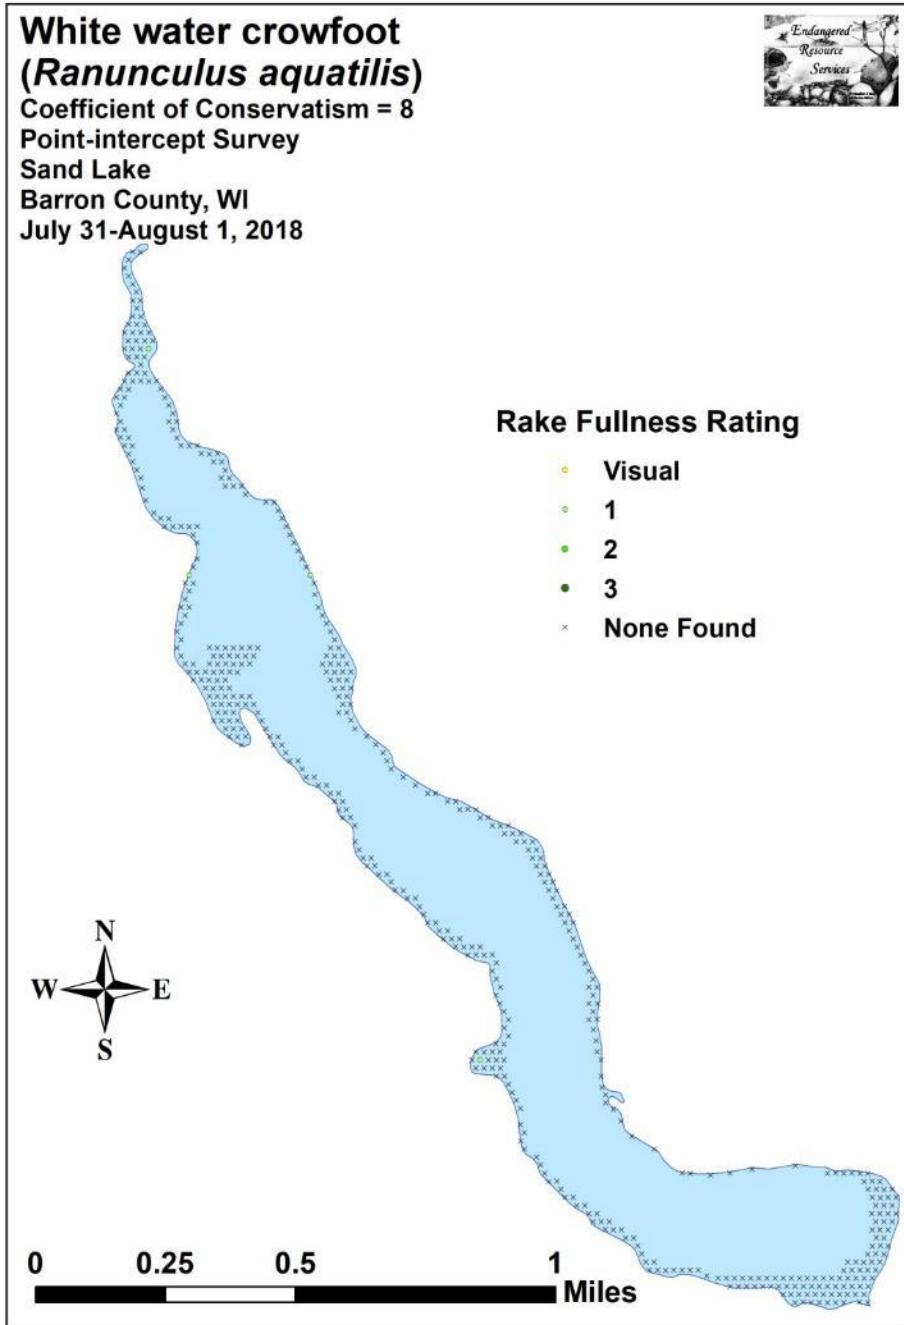 White water crowfoot
(Ranunculus aquatilis)
Coefficient of Conservatism = 8
Point-intercept Survey
Sand Lake
Barron County, WI
July 31-August 1, 2018
Endangered
Resource
Services
Rake Fullness Rating
Visual
1
2
3
None Found
N
W
E
S
0 0.25 0.5 1
Miles